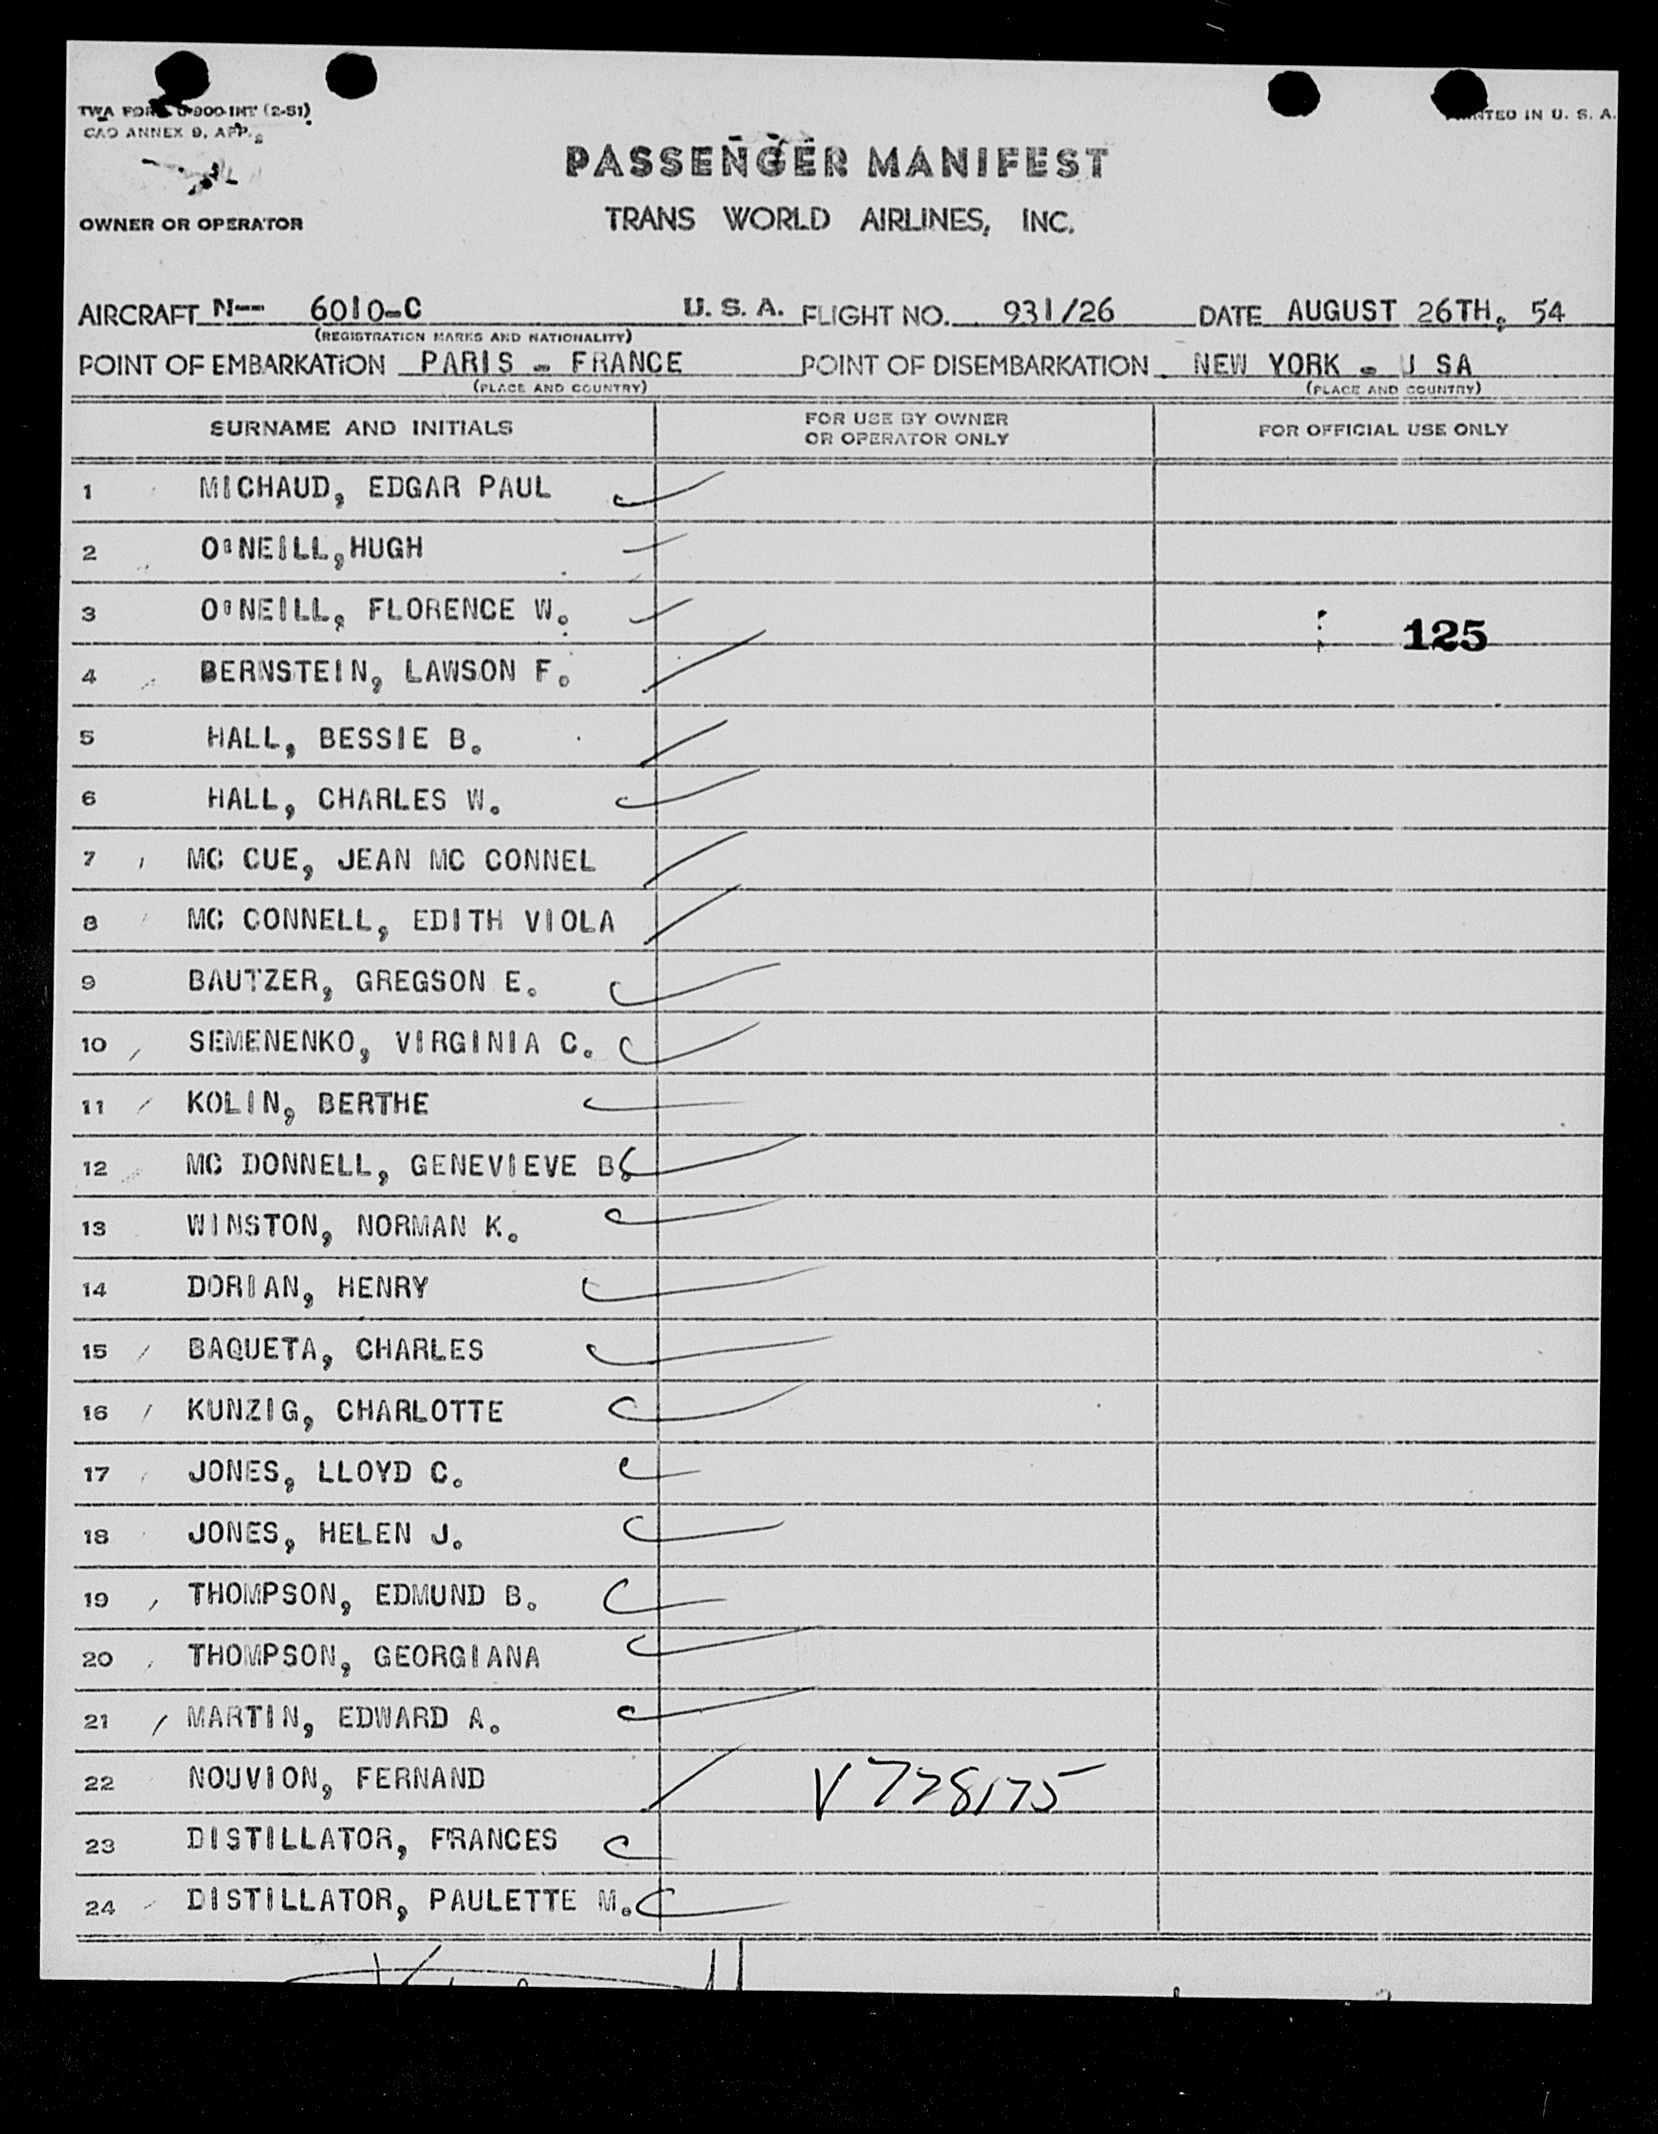 TWA FORM O-900-INT (2-51)
CAO ANNEX 9, APP. 2
PRINTED IN U. S. A.
PASSENGER MANIFEST
OWNER OR OPERATOR
TRANS WORLD AIRLINES, INC.
AIRCRAFT N-- 6010-C U. S. A. FLIGHT NO. 931/26 DATE AUGUST 26TH, 54
(REGISTRATION MARKS AND NATIONALITY)
POINT OF EMBARKATION PARIS - FRANCE POINT OF DISEMBARKATION NEW YORK - U SA
(PLACE AND COUNTRY) (PLACE AND COUNTRY)
SURNAME AND INITIALS FOR USE BY OWNER OR OPERATOR ONLY FOR OFFICIAL USE ONLY
1 MICHAUD, EDGAR PAUL
2 O'NEILL,HUGH
3 O'NEILL, FLORENCE W.
125
4 BERNSTEIN, LAWSON F.
5 HALL, BESSIE B.
6 HALL, CHARLES W.
7 MC CUE, JEAN MC CONNEL
8 MC CONNELL, EDITH VIOLA
9 BAUTZER, GREGSON E.
10 SEMENENKO, VIRGINIA C.
11 KOLIN, BERTHE
12 MC DONNELL, GENEVIEVE B.
13 WINSTON, NORMAN K.
14 DORIAN, HENRY
15 BAQUETA, CHARLES
16 KUNZIG, CHARLOTTE
17 JONES, LLOYD C.
18 JONES, HELEN J.
19 THOMPSON, EDMUND B.
20 THOMPSON, GEORGIANA
21 MARTIN, EDWARD A.
22 NOUVION, FERNAND V728175
23 DISTILLATOR, FRANCES
24 DISTILLATOR, PAULETTE M.